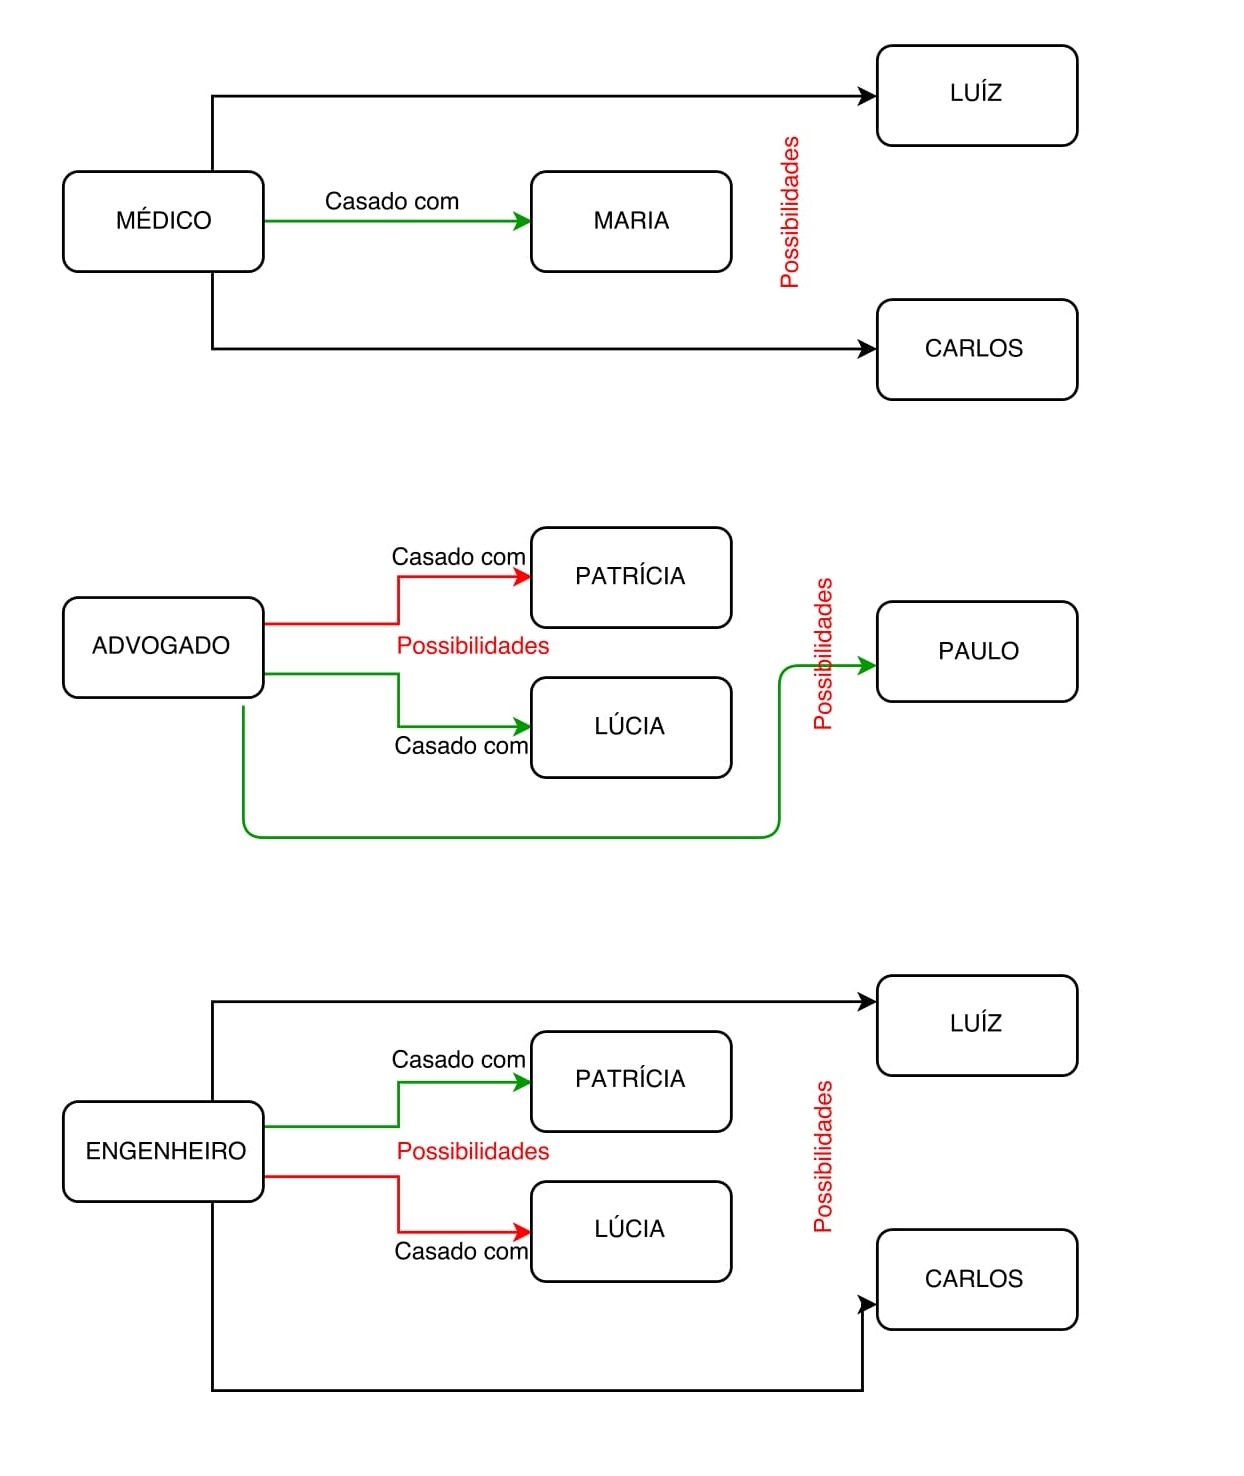 LUÍZ
MÉDICO
Casado com
MARIA
Possibilidades
CARLOS
Casado com
PATRÍCIA
ADVOGADO
Possibilidades
Possibilidades
PAULO
LÚCIA
Casado com
LUÍZ
Casado com
PATRÍCIA
ENGENHEIRO
Possibilidades
Possibilidades
LÚCIA
Casado com
CARLOS